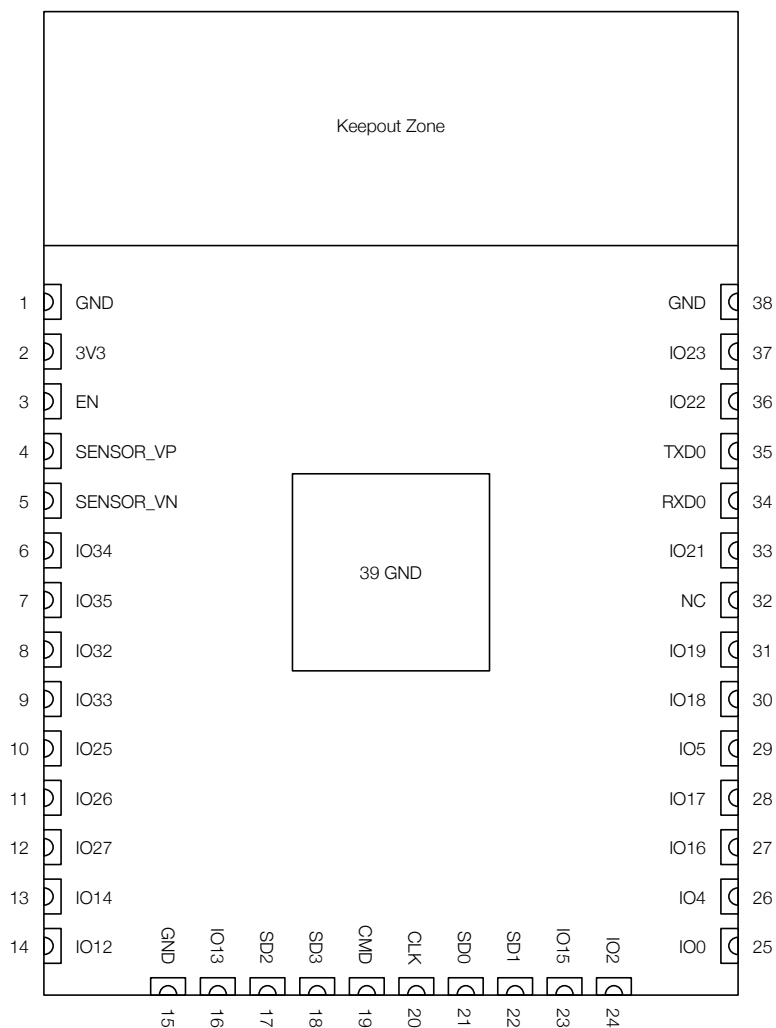 Keepout Zone
1 GND
GND 38
2 3V3
IO23 37
3 EN
IO22 36
4 SENSOR_VP
TXD0 35
5 SENSOR_VN
RXD0 34
6 IO34
IO21 33
39 GND
7 IO35
NC 32
8 IO32
IO19 31
9 IO33
IO18 30
10 IO25
IO5 29
11 IO26
IO17 28
12 IO27
IO16 27
13 IO14
IO4 26
14 IO12
IO0 25
GND 15
IO13 16
SD2 17
SD3 18
CMD 19
CLK 20
SD0 21
SD1 22
IO15 23
IO2 24